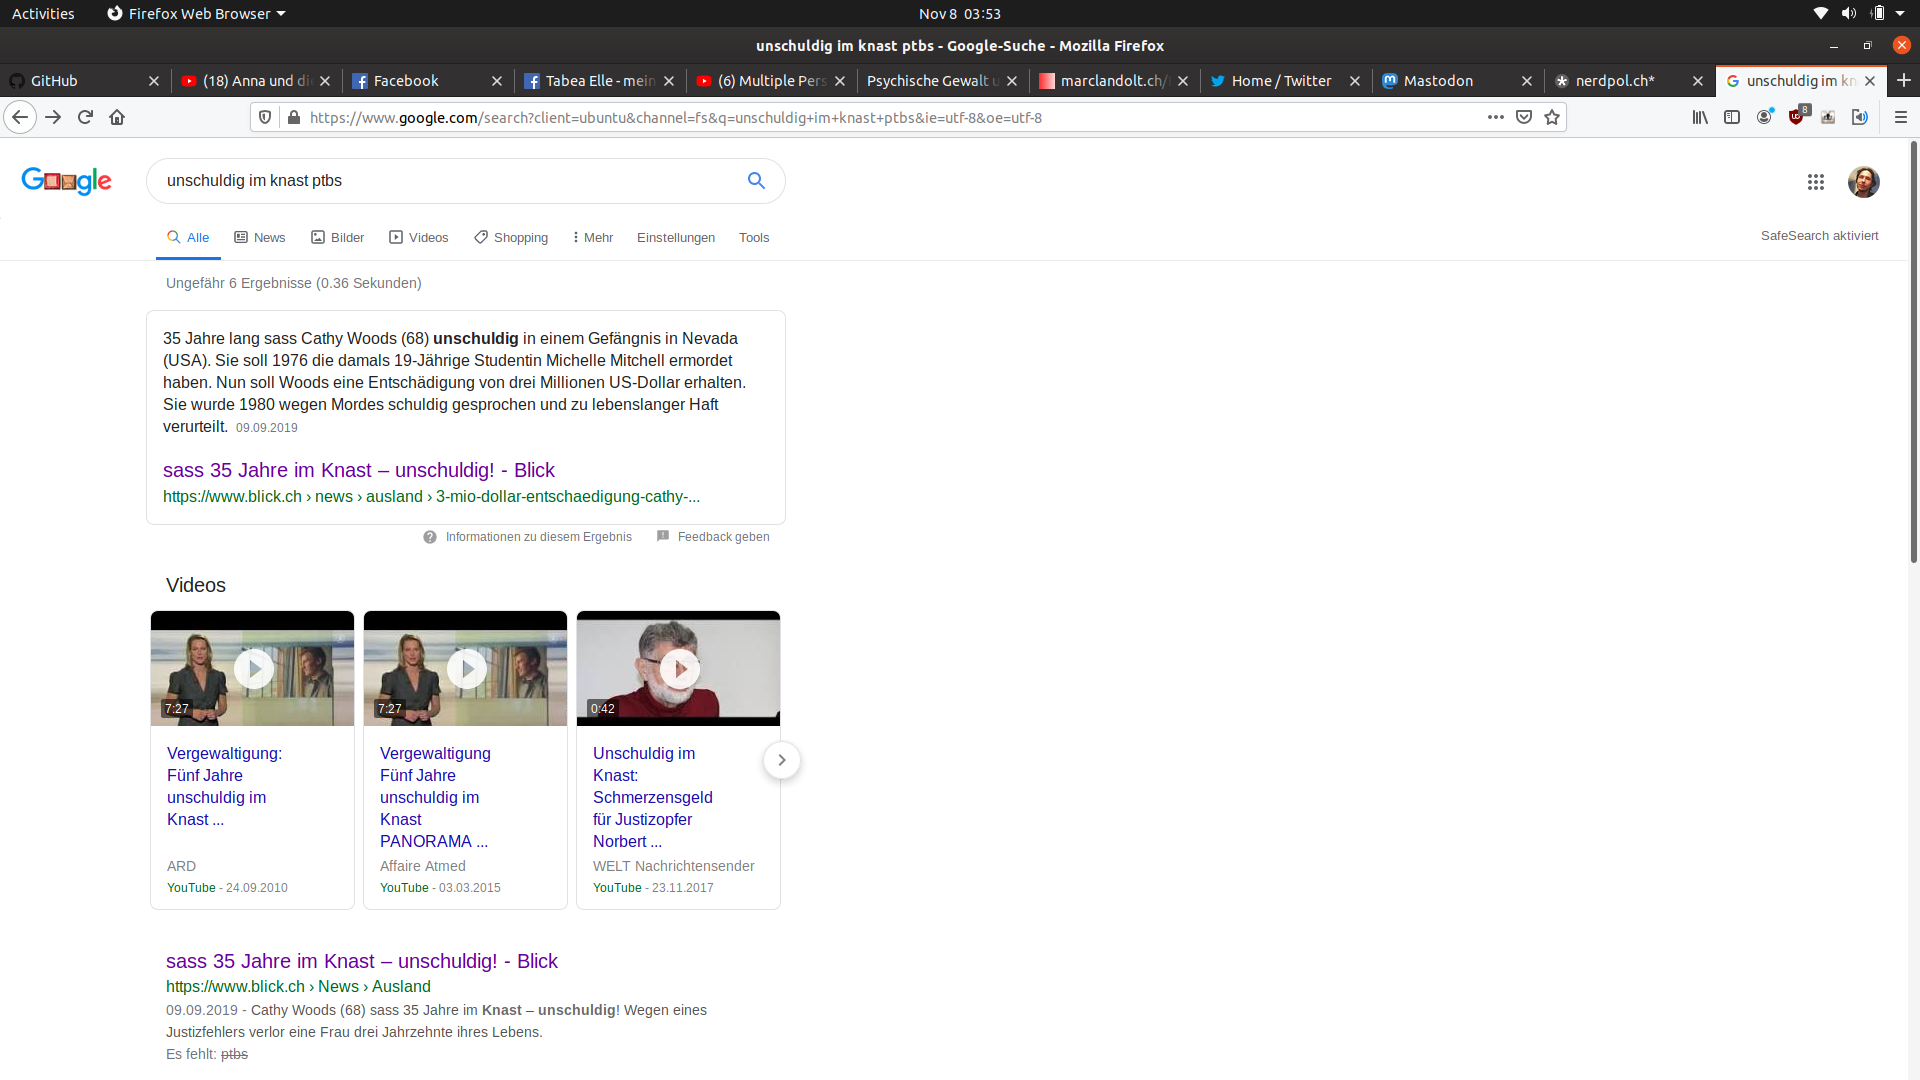 Activities
Firefox Web Browser
Nov 8 03:53
unschuldig im knast ptbs - Google-Suche - Mozilla Firefox
GitHub
(18) Anna und di
Facebook
Tabea Elle - mein
(6) Multiple Pers
Psychische Gewalt u
marclandolt.ch/
Home / Twitter
Mastodon
nerdpol.ch*
unschuldig im kn
https://www.google.com/search?client=ubuntu&channel=fs&q=unschuldig+im+knast+ptbs&ie=utf-8&oe=utf-8
8
Google
unschuldig im knast ptbs
Alle
News
Bilder
Videos
Shopping
Mehr
Einstellungen
Tools
SafeSearch aktiviert
Ungefähr 6 Ergebnisse (0.36 Sekunden)
35 Jahre lang sass Cathy Woods (68) unschuldig in einem Gefängnis in Nevada
(USA). Sie soll 1976 die damals 19-Jährige Studentin Michelle Mitchell ermordet
haben. Nun soll Woods eine Entschädigung von drei Millionen US-Dollar erhalten.
Sie wurde 1980 wegen Mordes schuldig gesprochen und zu lebenslanger Haft
verurteilt. 09.09.2019
sass 35 Jahre im Knast – unschuldig! - Blick
https://www.blick.ch › news › ausland › 3-mio-dollar-entschaedigung-cathy-...
Informationen zu diesem Ergebnis
Feedback geben
Videos
7:27
Vergewaltigung:
Fünf Jahre
unschuldig im
Knast ...
ARD
YouTube - 24.09.2010
7:27
Vergewaltigung
Fünf Jahre
unschuldig im
Knast
PANORAMA ...
Affaire Atmed
YouTube - 03.03.2015
0:42
Unschuldig im
Knast:
Schmerzensgeld
für Justizopfer
Norbert ...
WELT Nachrichtensender
YouTube - 23.11.2017
sass 35 Jahre im Knast – unschuldig! - Blick
https://www.blick.ch › News › Ausland
09.09.2019 - Cathy Woods (68) sass 35 Jahre im Knast – unschuldig! Wegen eines
Justizfehlers verlor eine Frau drei Jahrzehnte ihres Lebens.
Es fehlt: ptbs